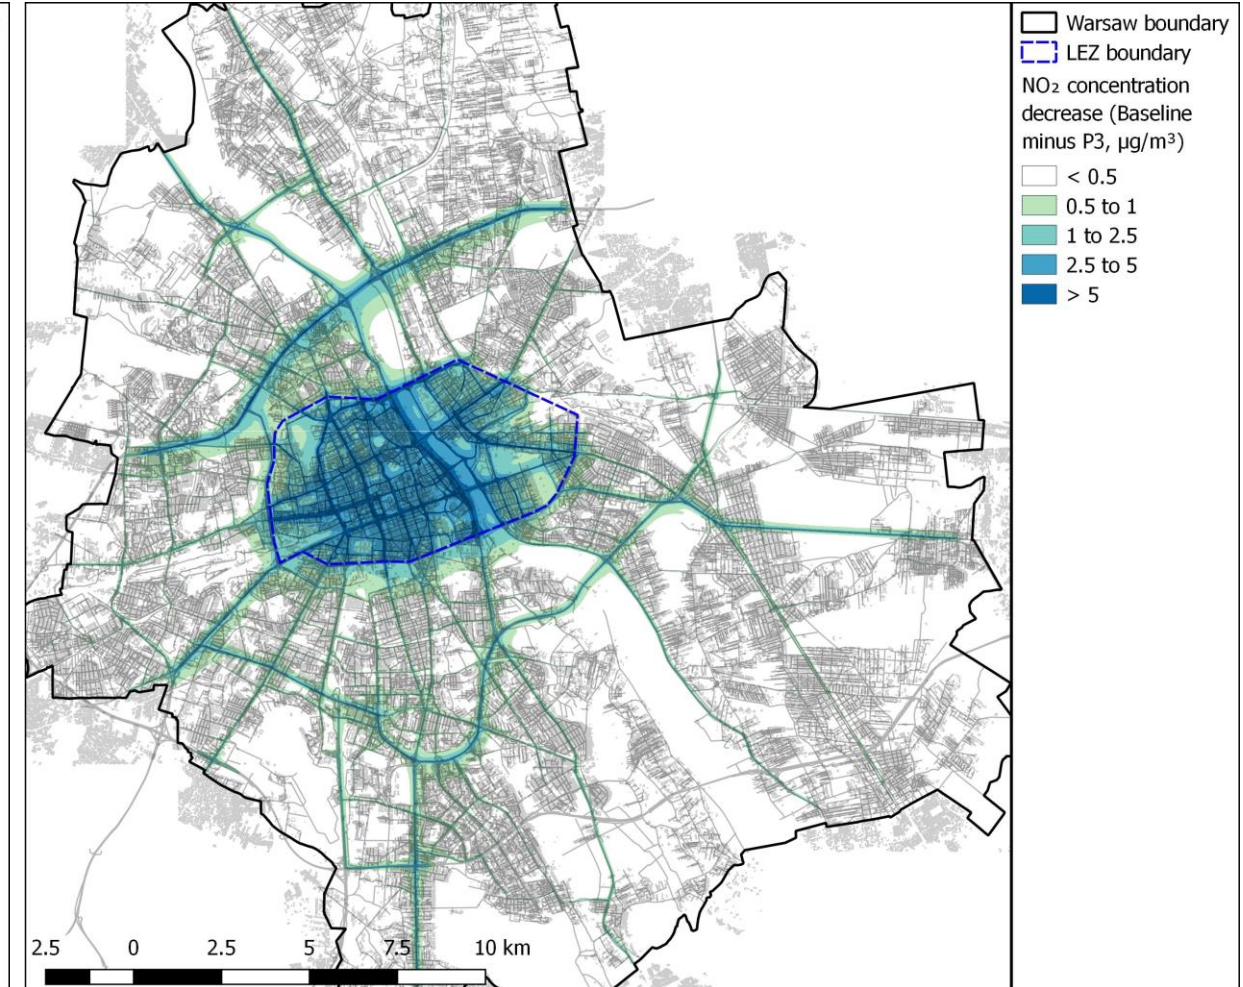 Warsaw boundary
LEZ boundary
NO₂ concentration
decrease (Baseline
minus P3, µg/m³)
< 0.5
0.5 to 1
1 to 2.5
2.5 to 5
> 5
2.5 0 2.5 5 7.5 10 km